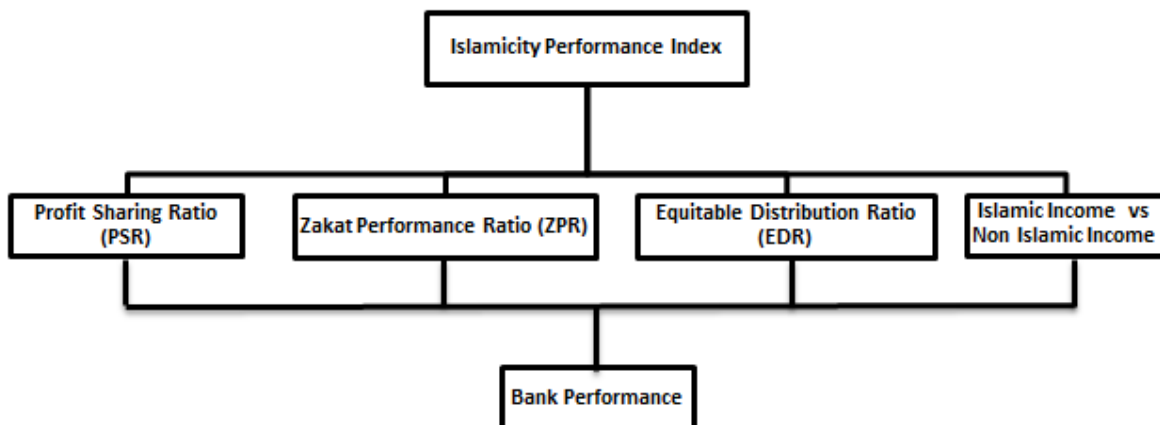 Islamicity Performance Index
Profit Sharing Ratio
(PSR)
Zakat Performance Ratio (ZPR)
Equitable Distribution Ratio
(EDR)
Islamic Income vs
Non Islamic Income
Bank Performance